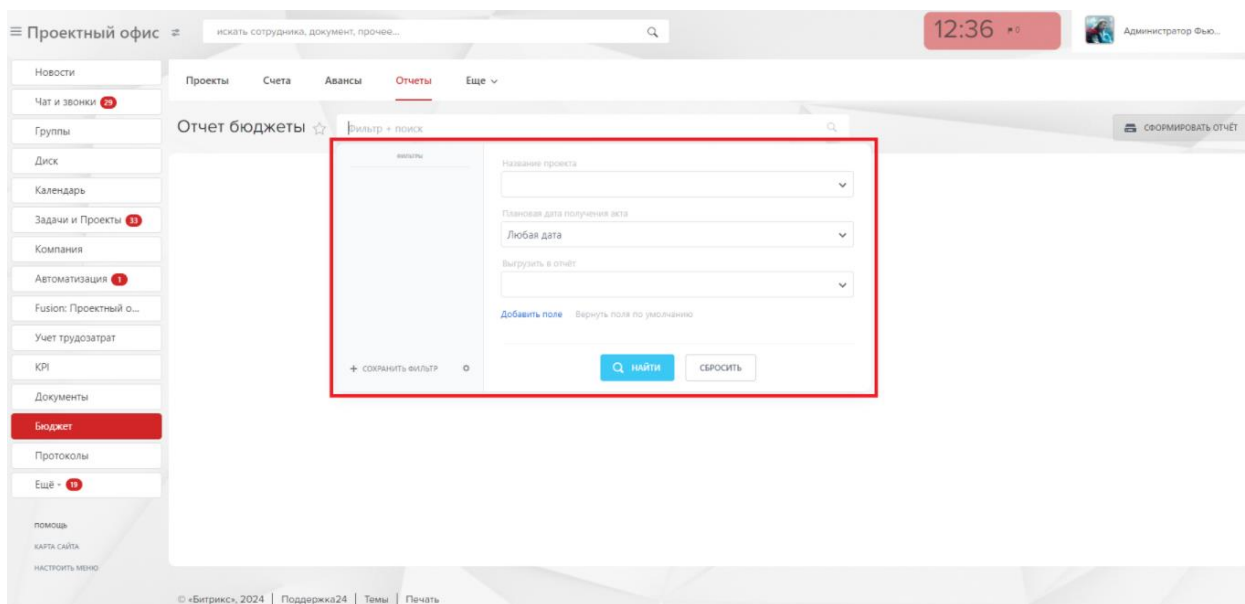 Проектный офис
искать сотрудника, документ, прочее...
12:36
0
Администратор Фью...
Новости
Чат и звонки 29
Группы
Диск
Календарь
Задачи и Проекты 33
Компания
Автоматизация 1
Fusion: Проектный о...
Учет трудозатрат
KPI
Документы
Бюджет
Протоколы
Ещё - 19
ПОМОЩЬ
КАРТА САЙТА
НАСТРОИТЬ МЕНЮ
Проекты Счета Авансы Отчеты Еще
Отчет бюджеты
Фильтр + поиск
СФОРМИРОВАТЬ ОТЧЁТ
ФИЛЬТРЫ
Название проекта
Плановая дата получения акта
Любая дата
Выгрузить в отчёт
Добавить поле Вернуть поля по умолчанию
+ СОХРАНИТЬ ФИЛЬТР
НАЙТИ СБРОСИТЬ
© «Битрикс», 2024 | Поддержка24 | Темы | Печать